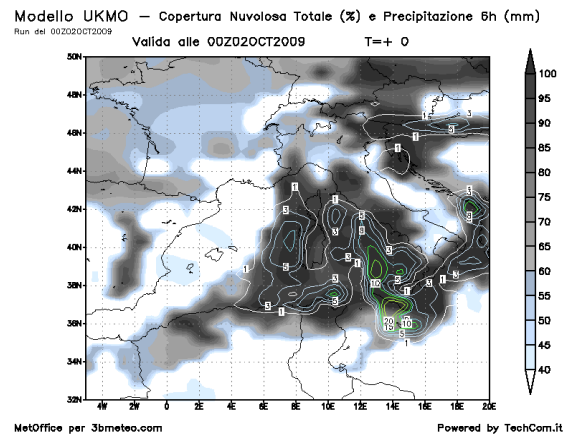 Modello UKMO – Copertura Nuvolosa Totale (%) e Precipitazione 6h (mm)
Run del 00Z02OCT2009
Valida alle 00Z02OCT2009 T=+ 0
50N
48N
46N
44N
42N
40N
38N
36N
34N
32N
4W 2W 0 2E 4E 6E 8E 10E 12E 14E 16E 18E 20E
100
95
90
85
80
75
70
65
60
55
50
45
40
MetOffice per 3bmeteo.com
Powered by TechCom.it